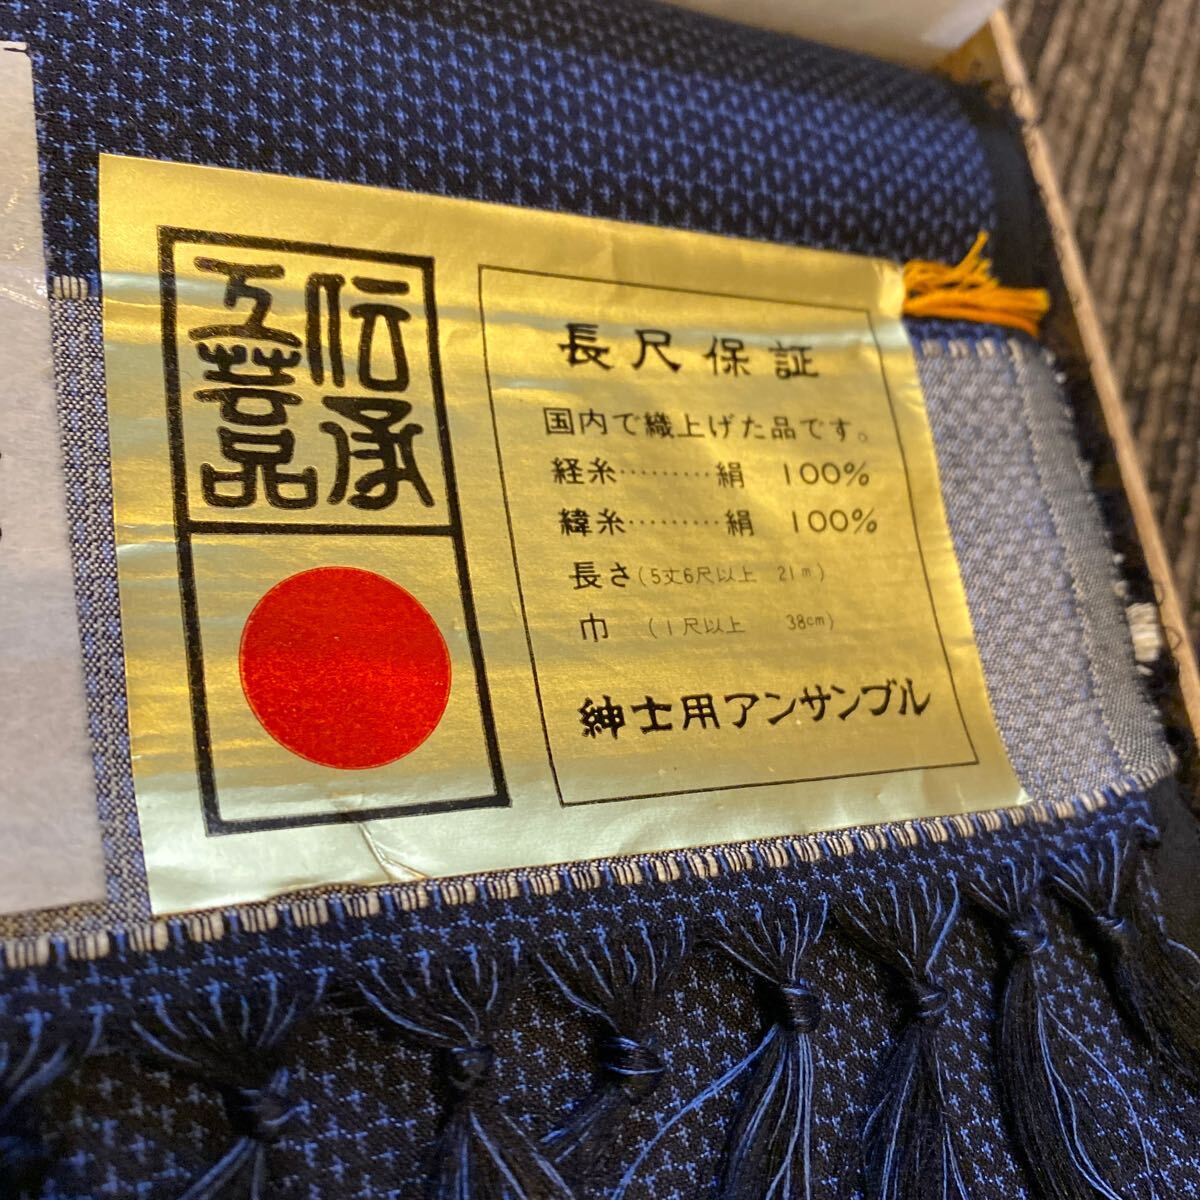 伝承
工芸品
長尺保証
国内で織上げた品です。
経糸………絹 100%
緯糸………絹 100%
長さ(5丈6尺以上 21m)
巾 (1尺以上 38cm)
紳士用アンサンブル